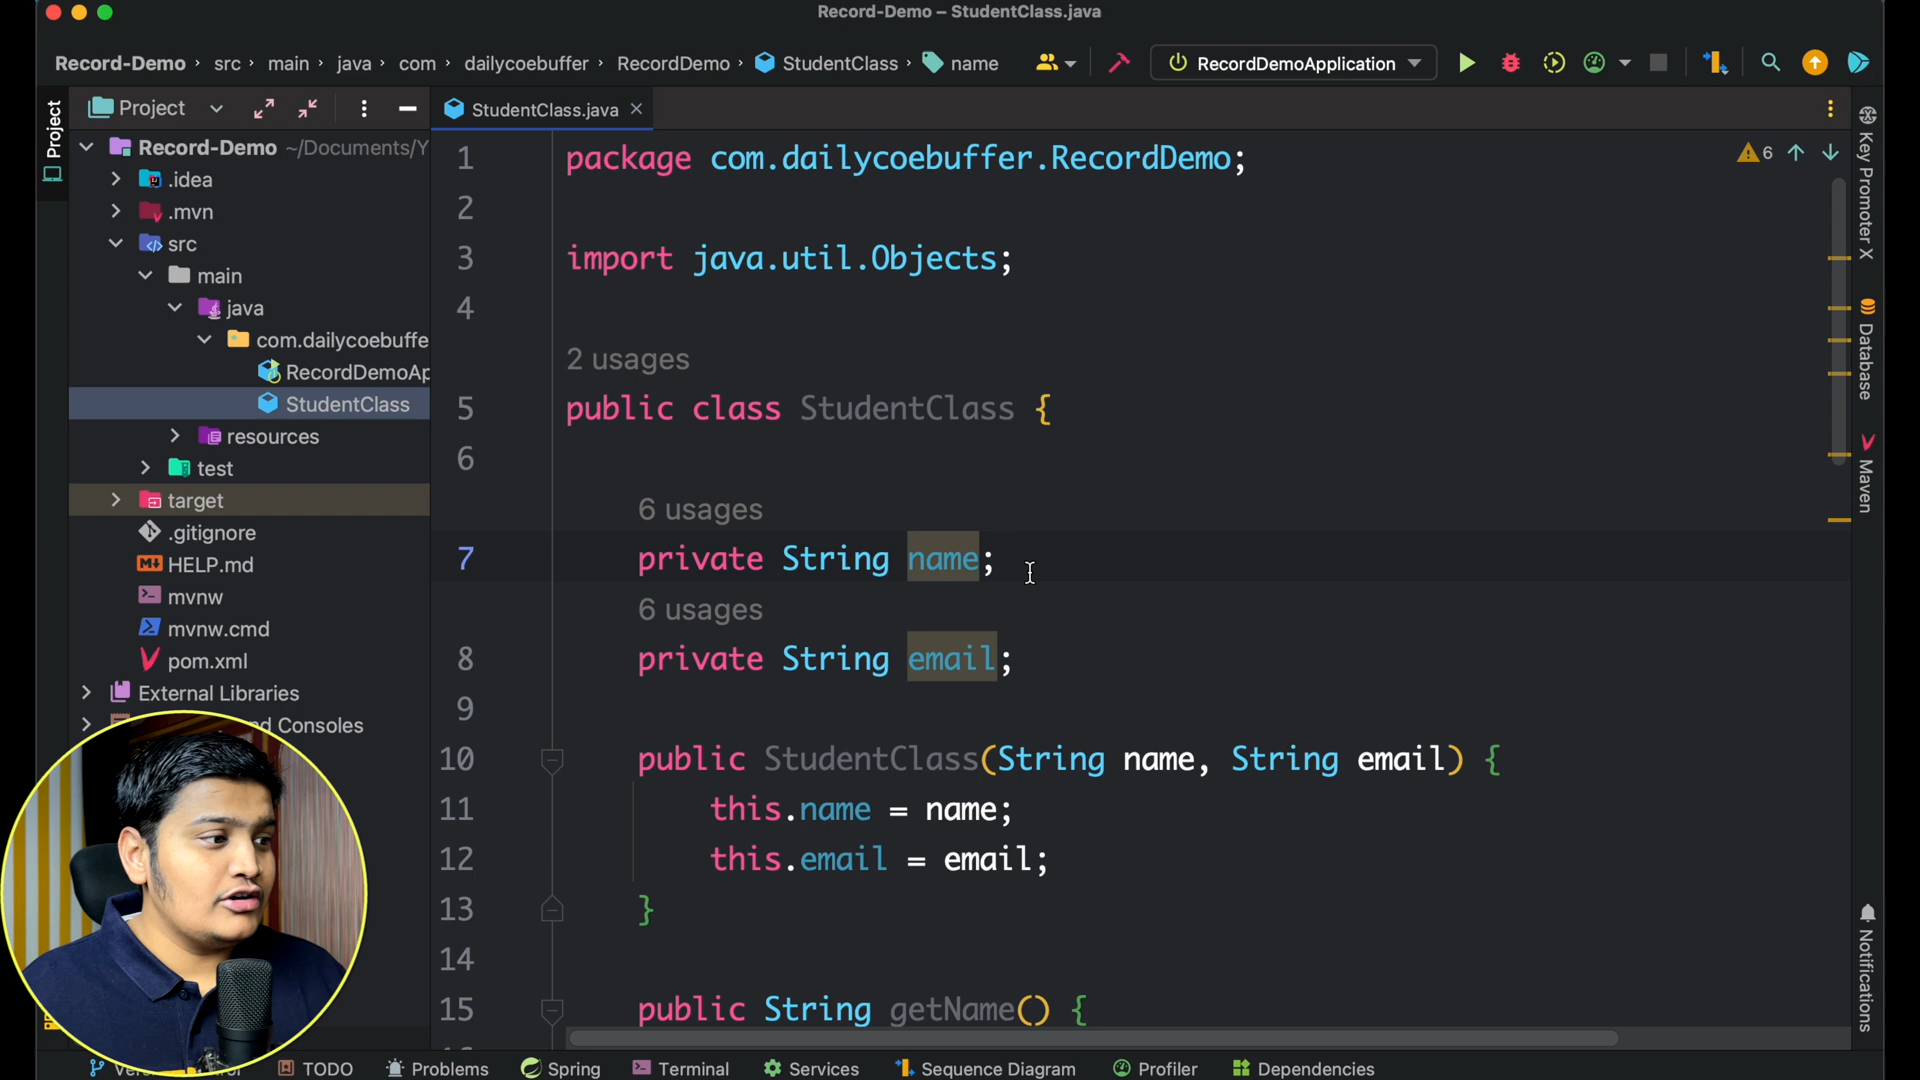 Record-Demo – StudentClass.java
Record-Demo › src › main › java › com › dailycoebuffer › RecordDemo › StudentClass › name
RecordDemoApplication
Project
Project
StudentClass.java
Record-Demo ~/Documents/Y
.idea
.mvn
src
main
java
com.dailycoebuffe
RecordDemoAp
StudentClass
resources
test
target
.gitignore
HELP.md
mvnw
mvnw.cmd
pom.xml
External Libraries
d Consoles
6
1 package com.dailycoebuffer.RecordDemo;
2
3 import java.util.Objects;
4
2 usages
5 public class StudentClass {
6
6 usages
7 private String name;
6 usages
8 private String email;
9
10 public StudentClass(String name, String email) {
11 this.name = name;
12 this.email = email;
13 }
14
15 public String getName() {
Key Promoter X
Database
Maven
Notifications
TODO
Problems
Spring
Terminal
Services
Sequence Diagram
Profiler
Dependencies